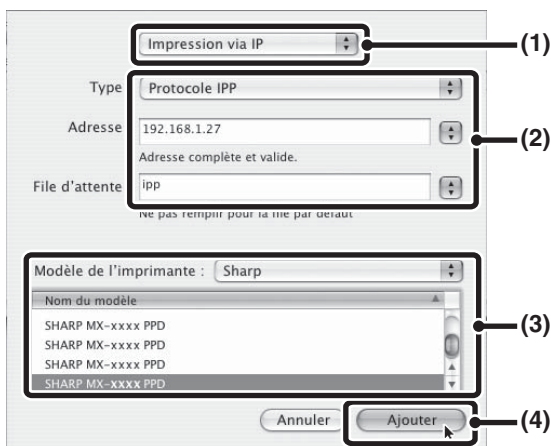 Impression via IP
(1)
Type Protocole IPP
Adresse 192.168.1.27
(2)
Adresse complète et valide.
File d'attente ipp
Ne pas remplir pour la file par défaut
Modèle de l'imprimante : Sharp
Nom du modèle
SHARP MX-xxxx PPD
SHARP MX-xxxx PPD
(3)
SHARP MX-xxxx PPD
SHARP MX-xxxx PPD
Annuler Ajouter
(4)